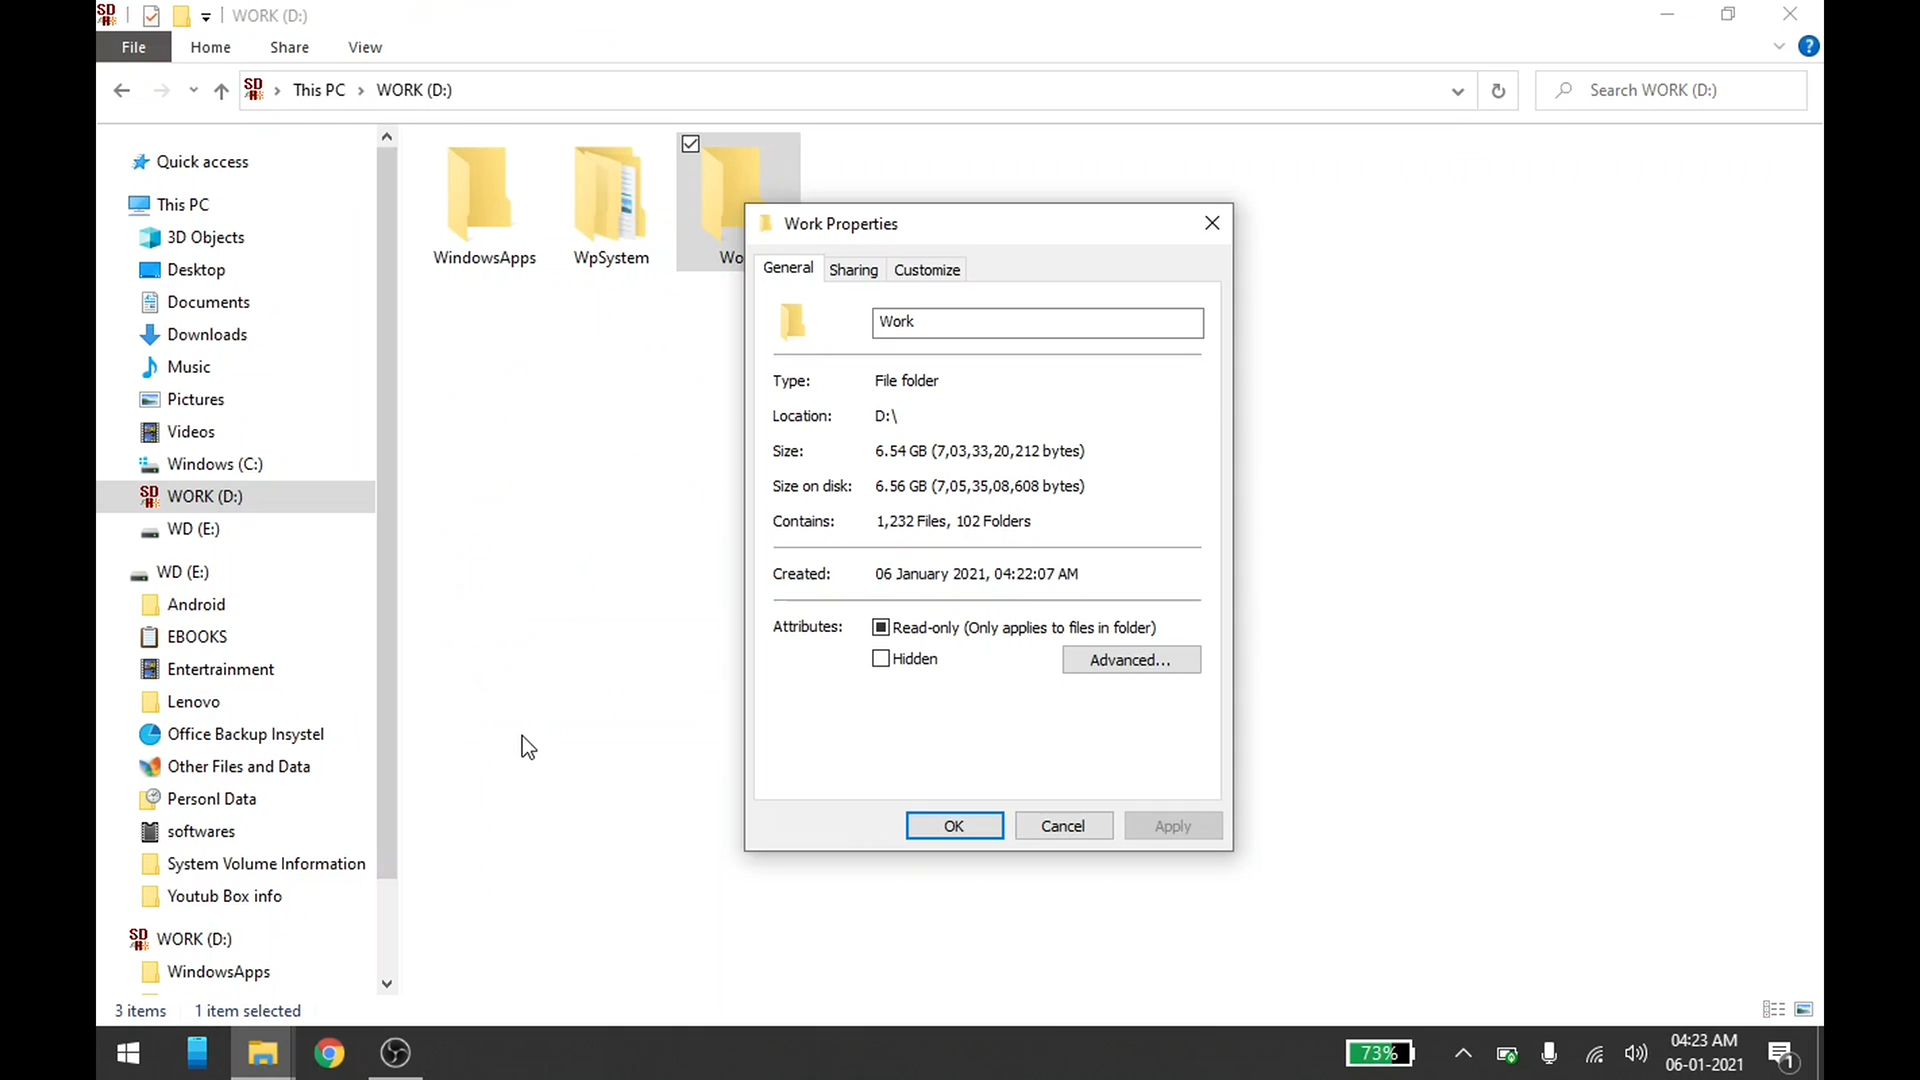 SD
WORK (D:)
File
Home
Share
View
?
SD
This PC
WORK (D:)
Search WORK (D:)
Quick access
This PC
3D Objects
Desktop
Documents
Downloads
Music
Pictures
Videos
Windows (C:)
SD WORK (D:)
WD (E:)
WD (E:)
Android
EBOOKS
Entertrainment
Lenovo
Office Backup Insystel
Other Files and Data
Personl Data
softwares
System Volume Information
Youtub Box info
SD WORK (D:)
WindowsApps
WindowsApps
WpSystem
Wo
Work Properties
General
Sharing
Customize
Work
Type: File folder
Location: D:\
Size: 6.54 GB (7,03,33,20,212 bytes)
Size on disk: 6.56 GB (7,05,35,08,608 bytes)
Contains: 1,232 Files, 102 Folders
Created: 06 January 2021, 04:22:07 AM
Attributes: Read-only (Only applies to files in folder)
Hidden
Advanced...
OK
Cancel
Apply
3 items
1 item selected
73%
04:23 AM
06-01-2021
1